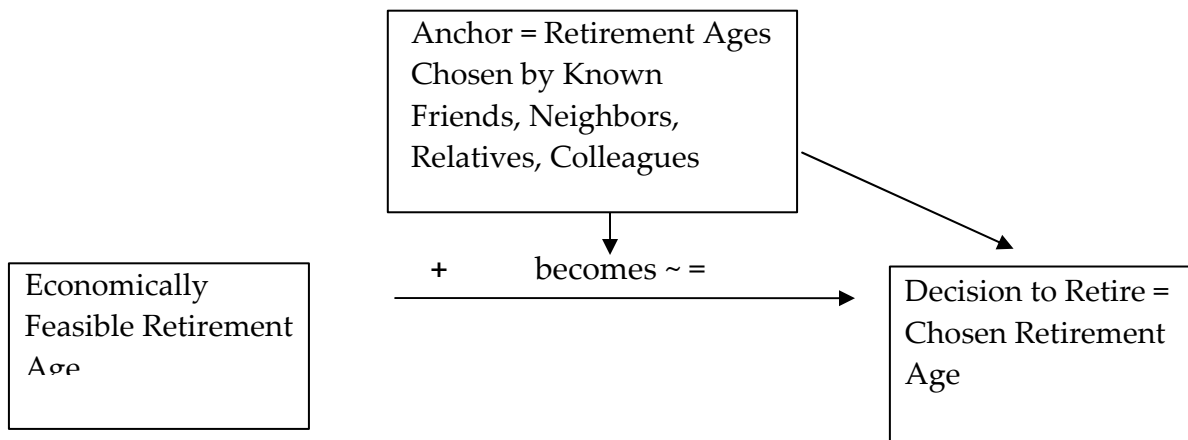 Anchor = Retirement Ages
Chosen by Known
Friends, Neighbors,
Relatives, Colleagues
+ becomes ~ =
Economically
Feasible Retirement
Age
Decision to Retire =
Chosen Retirement
Age